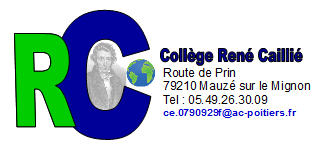 RC
Collège René Caillié
Route de Prin
79210 Mauzé sur le Mignon
Tel : 05.49.26.30.09
ce.0790929f@ac-poitiers.fr